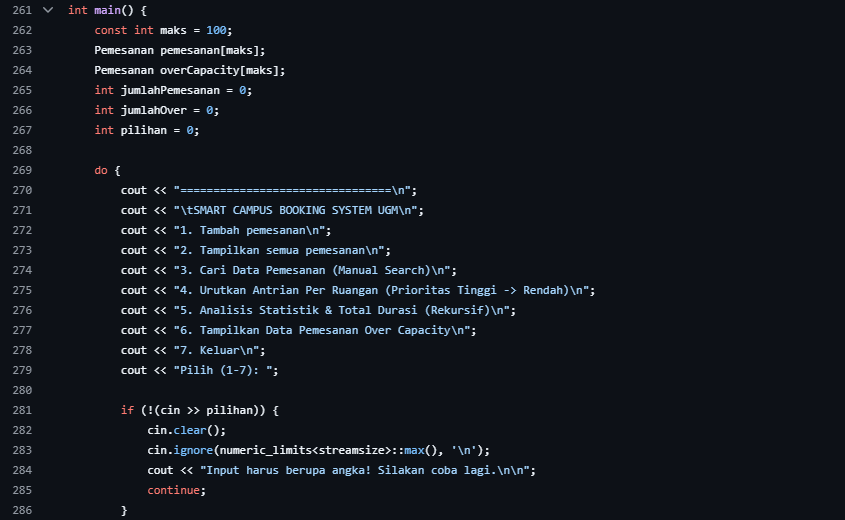 261 int main() {
262 const int maks = 100;
263 Pemesanan pemesanan[maks];
264 Pemesanan overCapacity[maks];
265 int jumlahPemesanan = 0;
266 int jumlahOver = 0;
267 int pilihan = 0;
268
269 do {
270 cout << "================================\n";
271 cout << "\tSMART CAMPUS BOOKING SYSTEM UGM\n";
272 cout << "1. Tambah pemesanan\n";
273 cout << "2. Tampilkan semua pemesanan\n";
274 cout << "3. Cari Data Pemesanan (Manual Search)\n";
275 cout << "4. Urutkan Antrian Per Ruangan (Prioritas Tinggi -> Rendah)\n";
276 cout << "5. Analisis Statistik & Total Durasi (Rekursif)\n";
277 cout << "6. Tampilkan Data Pemesanan Over Capacity\n";
278 cout << "7. Keluar\n";
279 cout << "Pilih (1-7): ";
280
281 if (!(cin >> pilihan)) {
282 cin.clear();
283 cin.ignore(numeric_limits<streamsize>::max(), '\n');
284 cout << "Input harus berupa angka! Silakan coba lagi.\n\n";
285 continue;
286 }